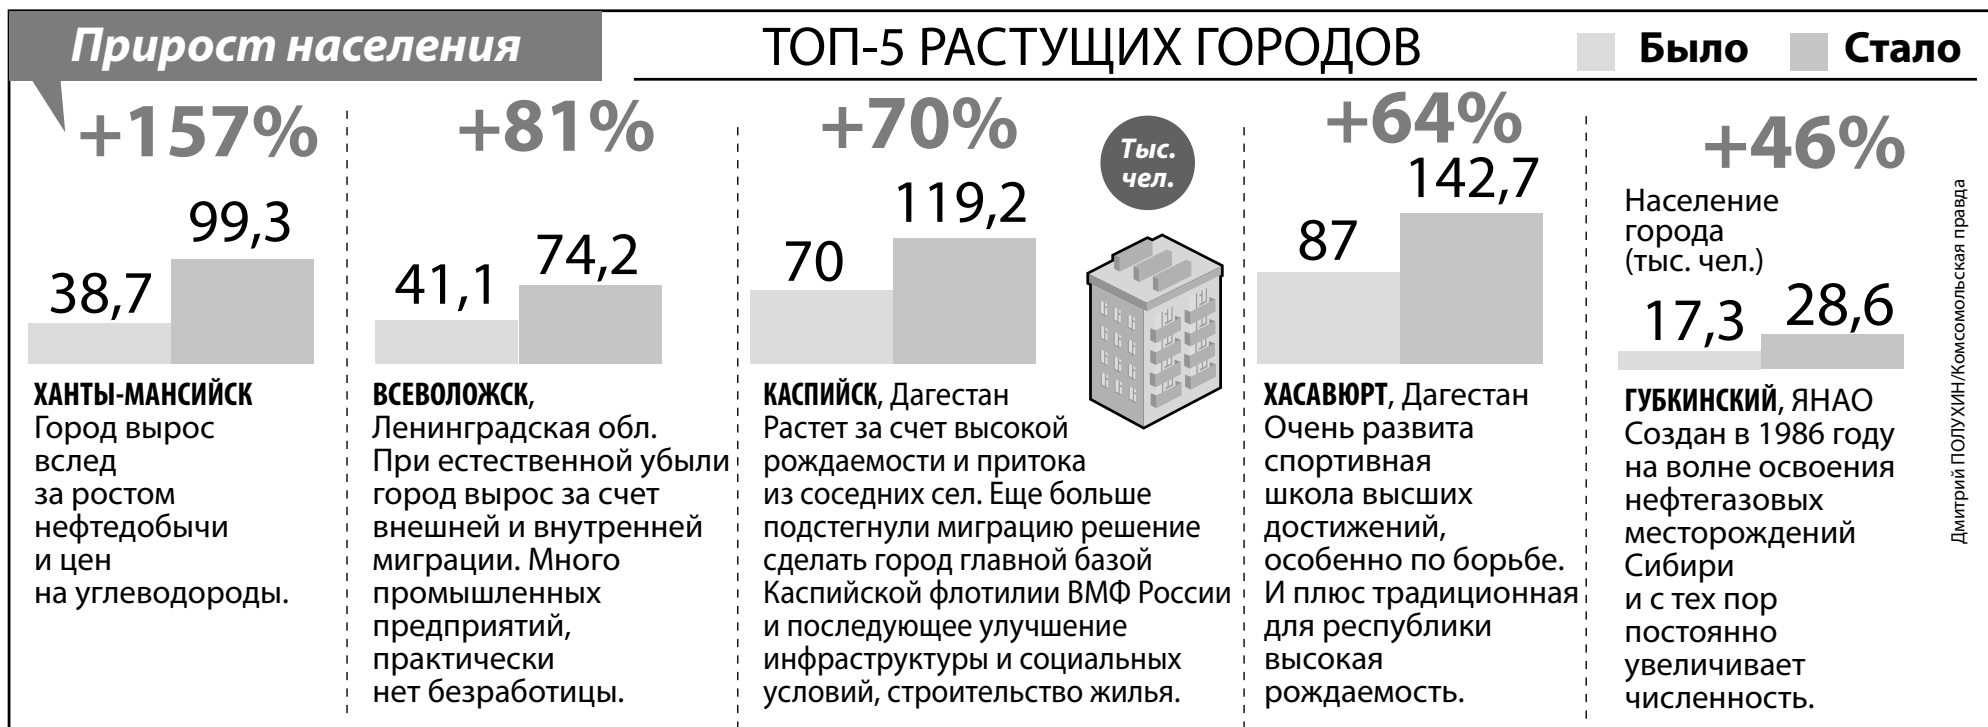 Прирост населения
ТОП-5 РАСТУЩИХ ГОРОДОВ
Было
Стало
+157%
38,7
99,3
ХАНТЫ-МАНСИЙСК
Город вырос
вслед
за ростом
нефтедобычи
и цен
на углеводороды.
+81%
41,1
74,2
ВСЕВОЛОЖСК,
Ленинградская обл.
При естественной убыли
город вырос за счет
внешней и внутренней
миграции. Много
промышленных
предприятий,
практически
нет безработицы.
+70%
70
119,2
Тыс.
чел.
КАСПИЙСК, Дагестан
Растет за счет высокой
рождаемости и притока
из соседних сел. Еще больше
подстегнули миграцию решение
сделать город главной базой
Каспийской флотилии ВМФ России
и последующее улучшение
инфраструктуры и социальных
условий, строительство жилья.
+64%
87
142,7
ХАСАВЮРТ, Дагестан
Очень развита
спортивная
школа высших
достижений,
особенно по борьбе.
И плюс традиционная
для республики
высокая
рождаемость.
+46%
Население
города
(тыс. чел.)
17,3
28,6
ГУБКИНСКИЙ, ЯНАО
Создан в 1986 году
на волне освоения
нефтегазовых
месторождений
Сибири
и с тех пор
постоянно
увеличивает
численность.
Дмитрий ПОЛУХИН/Комсомольская правда